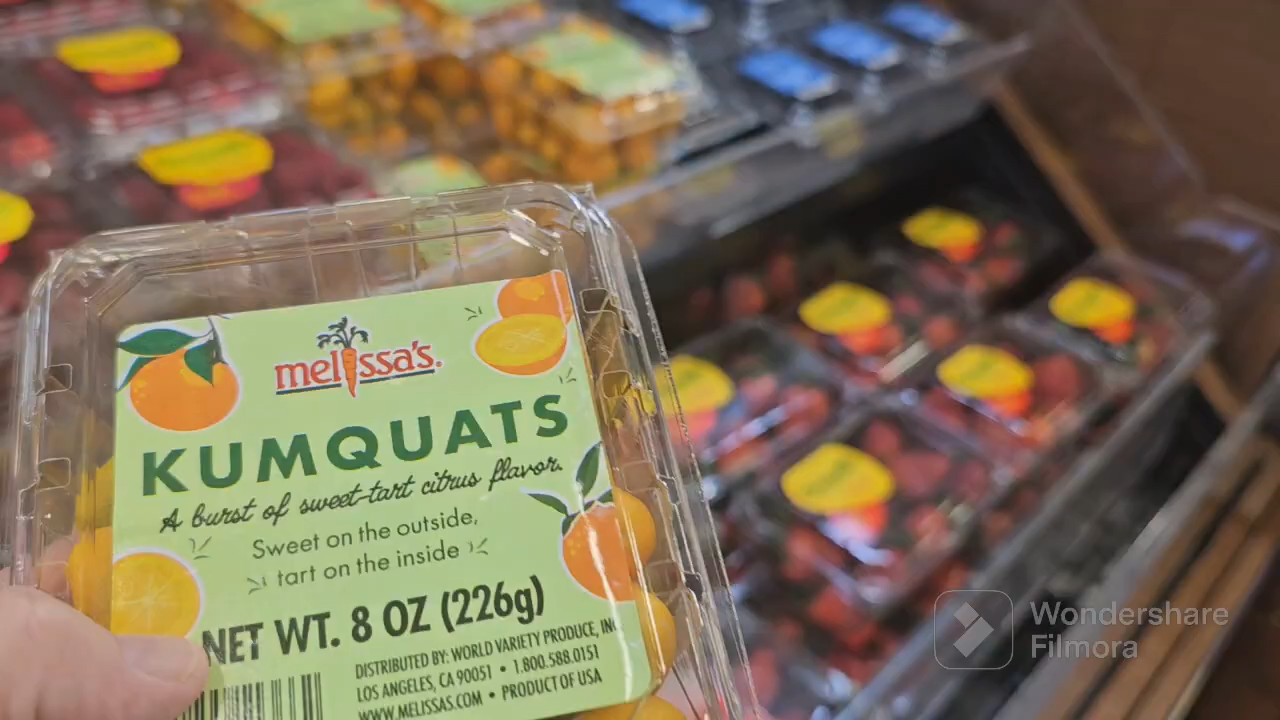 melissa's.
KUMQUATS
A burst of sweet-tart citrus flavor.
Sweet on the outside,
tart on the inside
NET WT. 8 OZ (226g)
DISTRIBUTED BY: WORLD VARIETY PRODUCE, IN
LOS ANGELES, CA 90051 • 1.800.588.0151
WWW.MELISSAS.COM • PRODUCT OF USA
Wondershare
Filmora